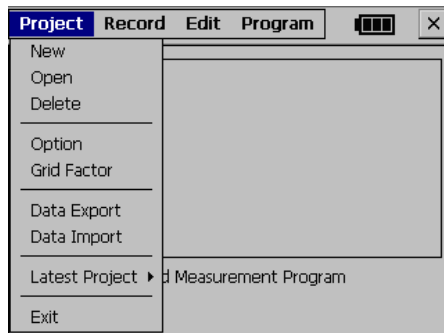 Project Record Edit Program
New
Open
Delete
Option
Grid Factor
Data Export
Data Import
Latest Project d Measurement Program
Exit